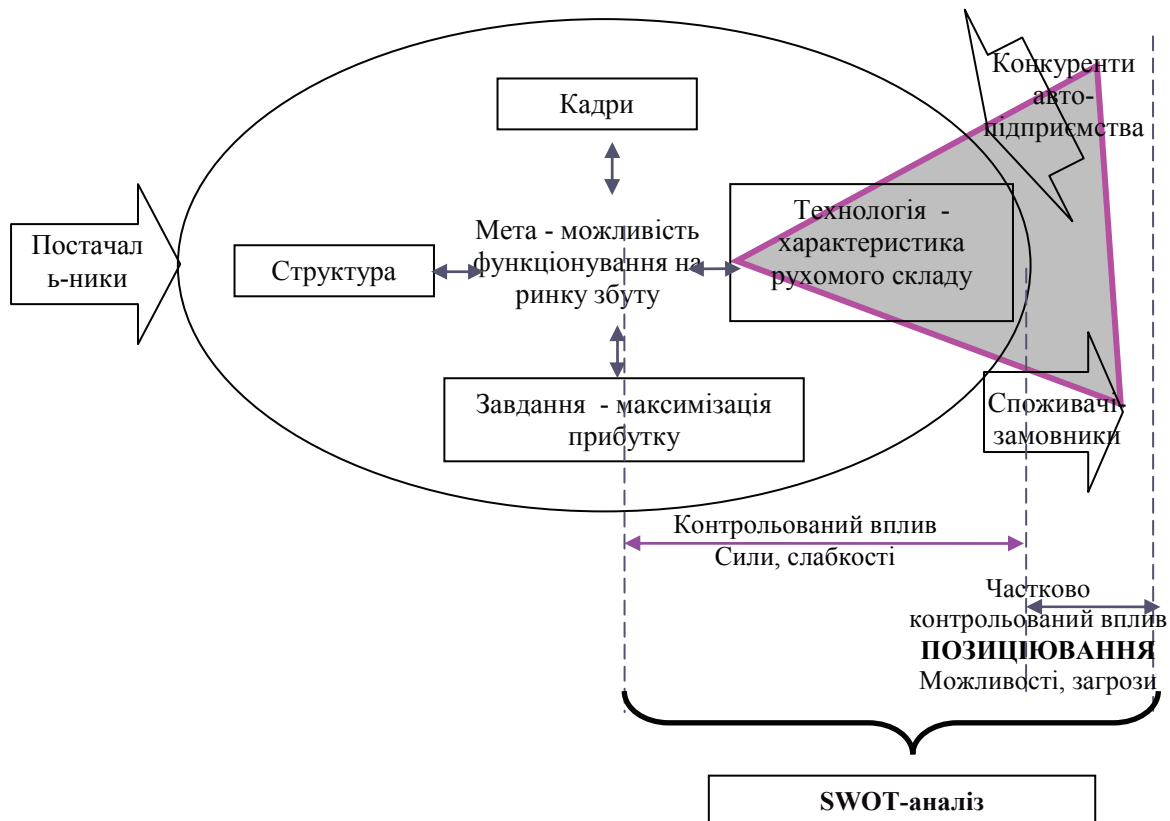 Конкуренти
авто-
підприємства
Кадри
Постачал
ь-ники
Структура
Мета - можливість
функціонування на
ринку збуту
Технологія -
характеристика
рухомого складу
Завдання - максимізація
прибутку
Споживачі-
замовники
Контрольований вплив
Сили, слабкості
Частково
контрольований вплив
ПОЗИЦІЮВАННЯ
Можливості, загрози
SWOT-аналіз